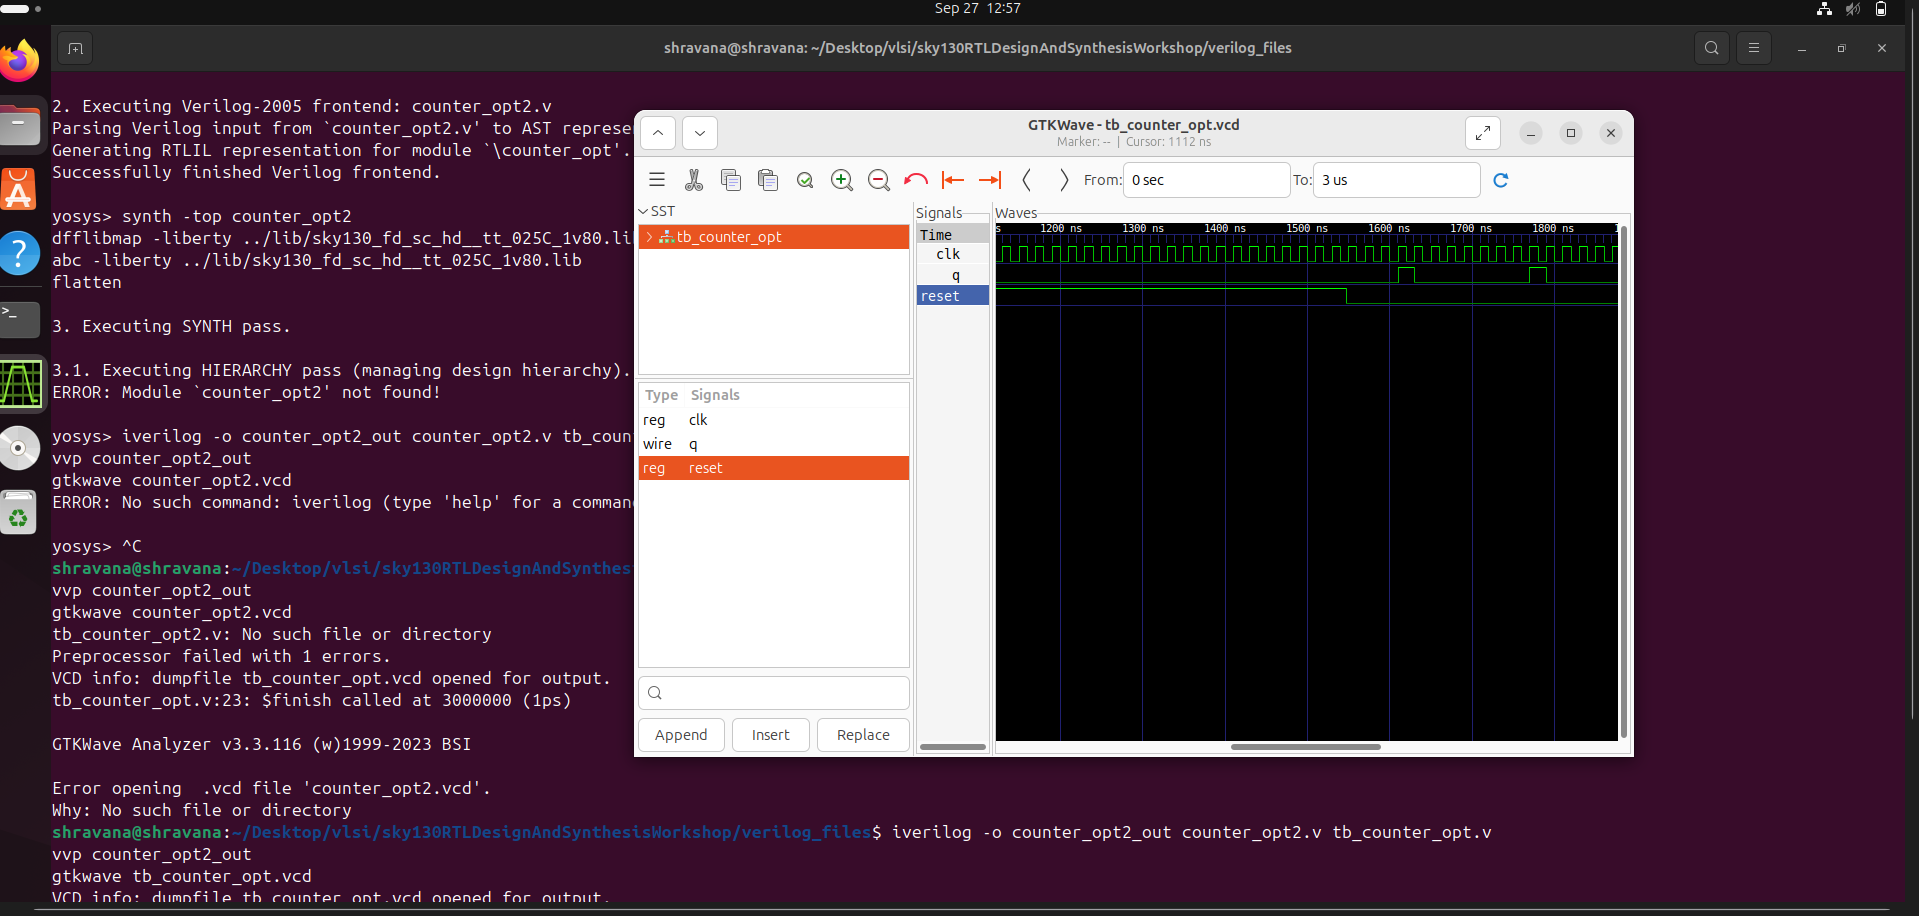 Sep 27 12:57
shravana@shravana: ~/Desktop/vlsi/sky130RTLDesignAndSynthesisWorkshop/verilog_files
2. Executing Verilog-2005 frontend: counter_opt2.v
Parsing Verilog input from `counter_opt2.v' to AST represe
Generating RTLIL representation for module `\counter_opt'.
Successfully finished Verilog frontend.
yosys> synth -top counter_opt2
dfflibmap -liberty ../lib/sky130_fd_sc_hd__tt_025C_1v80.li
abc -liberty ../lib/sky130_fd_sc_hd__tt_025C_1v80.lib
flatten
3. Executing SYNTH pass.
3.1. Executing HIERARCHY pass (managing design hierarchy).
ERROR: Module `counter_opt2' not found!
yosys> iverilog -o counter_opt2_out counter_opt2.v tb_coun
vvp counter_opt2_out
gtkwave counter_opt2.vcd
ERROR: No such command: iverilog (type 'help' for a comman
yosys> ^C
shravana@shravana:~/Desktop/vlsi/sky130RTLDesignAndSynthes
vvp counter_opt2_out
gtkwave counter_opt2.vcd
tb_counter_opt2.v: No such file or directory
Preprocessor failed with 1 errors.
VCD info: dumpfile tb_counter_opt.vcd opened for output.
tb_counter_opt.v:23: $finish called at 3000000 (1ps)
GTKWave Analyzer v3.3.116 (w)1999-2023 BSI
Error opening  .vcd file 'counter_opt2.vcd'.
Why: No such file or directory
shravana@shravana:~/Desktop/vlsi/sky130RTLDesignAndSynthesisWorkshop/verilog_files$ iverilog -o counter_opt2_out counter_opt2.v tb_counter_opt.v
vvp counter_opt2_out
gtkwave tb_counter_opt.vcd
VCD info: dumpfile tb_counter_opt.vcd opened for output.
GTKWave - tb_counter_opt.vcd
Marker: -- | Cursor: 1112 ns
From: 0 sec To: 3 us
SST
tb_counter_opt
Type Signals
reg clk
wire q
reg reset
Append Insert Replace
Signals
Time
clk
q
reset
Waves
s 1200 ns 1300 ns 1400 ns 1500 ns 1600 ns 1700 ns 1800 ns